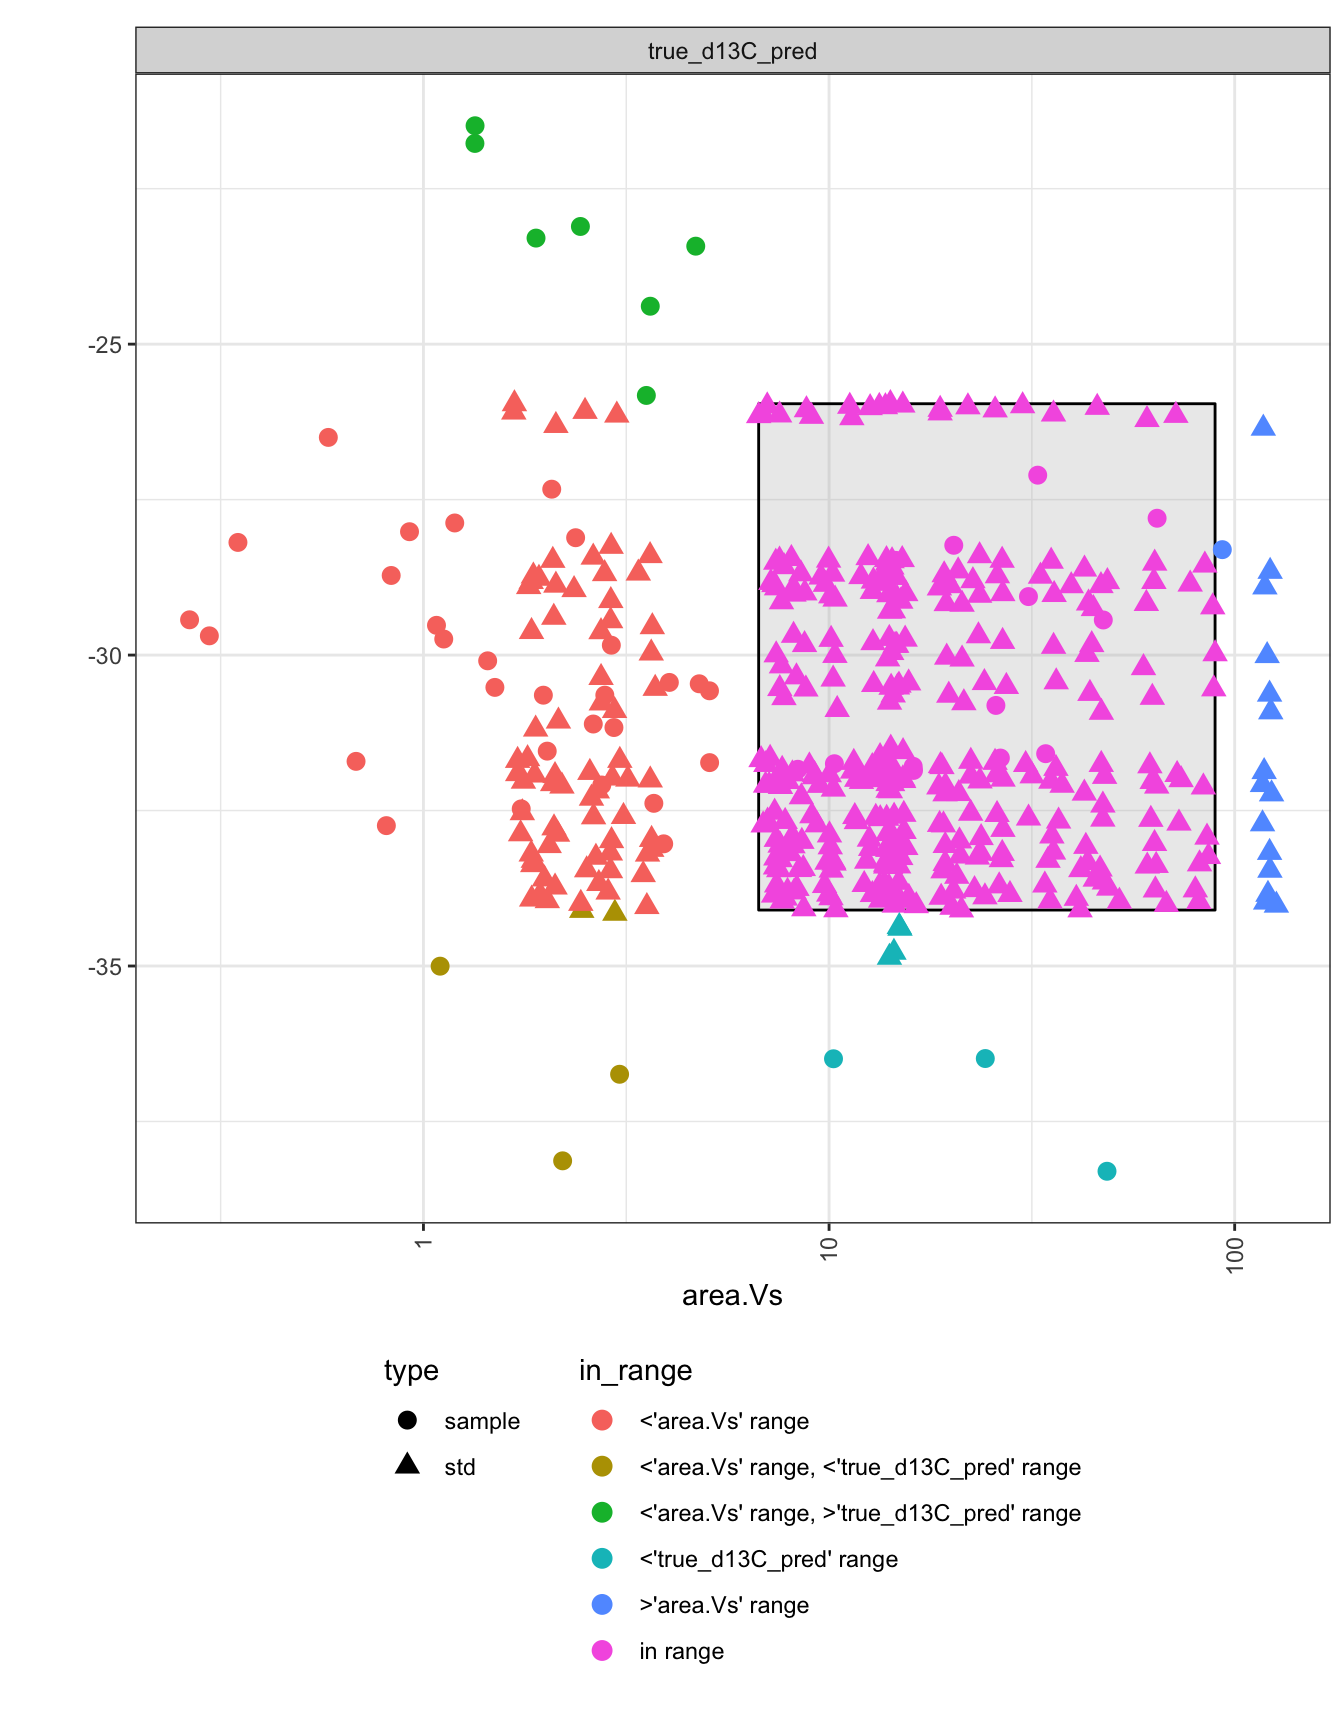 true_d13C_pred
-25
-30
-35
1
10
100
area.Vs
type
sample
std
in_range
<'area.Vs' range
<'area.Vs' range, <'true_d13C_pred' range
<'area.Vs' range, >'true_d13C_pred' range
<'true_d13C_pred' range
>'area.Vs' range
in range